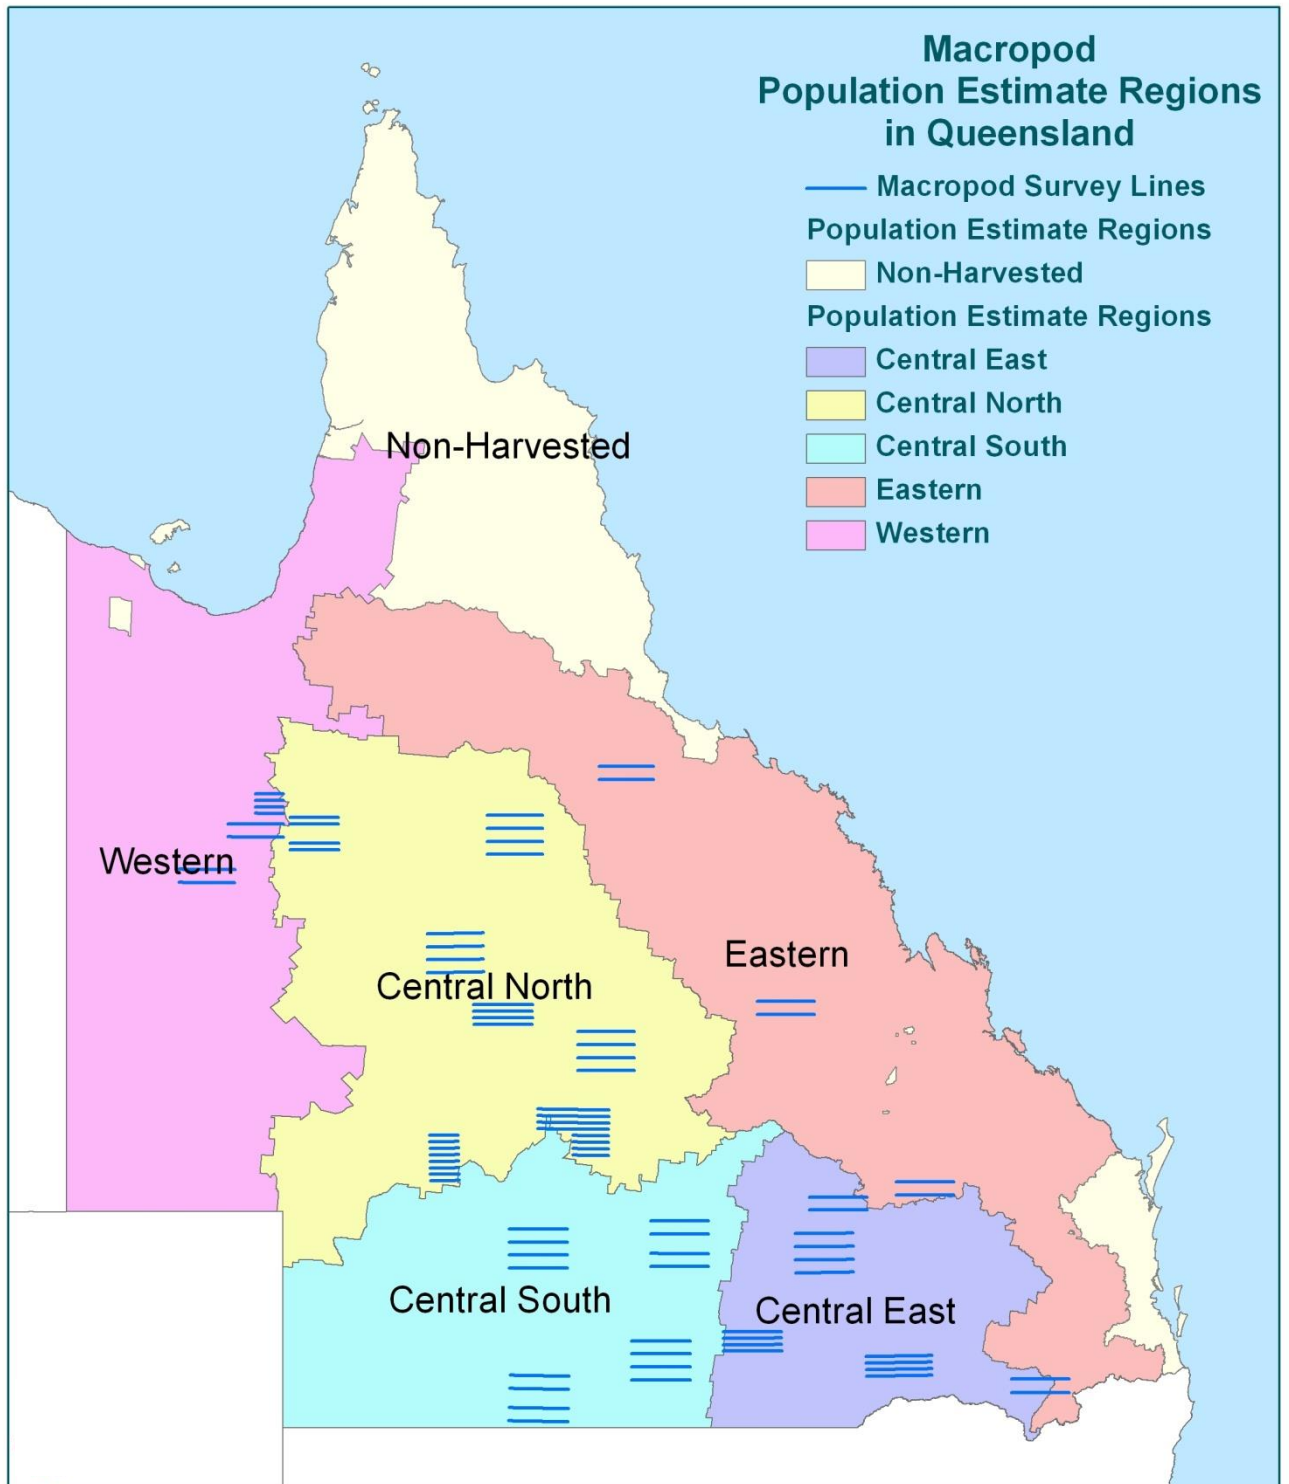 Macropod
Population Estimate Regions
in Queensland
Macropod Survey Lines
Population Estimate Regions
Non-Harvested
Population Estimate Regions
Central East
Central North
Central South
Eastern
Western
Non-Harvested
Western
Eastern
Central North
Central South
Central East